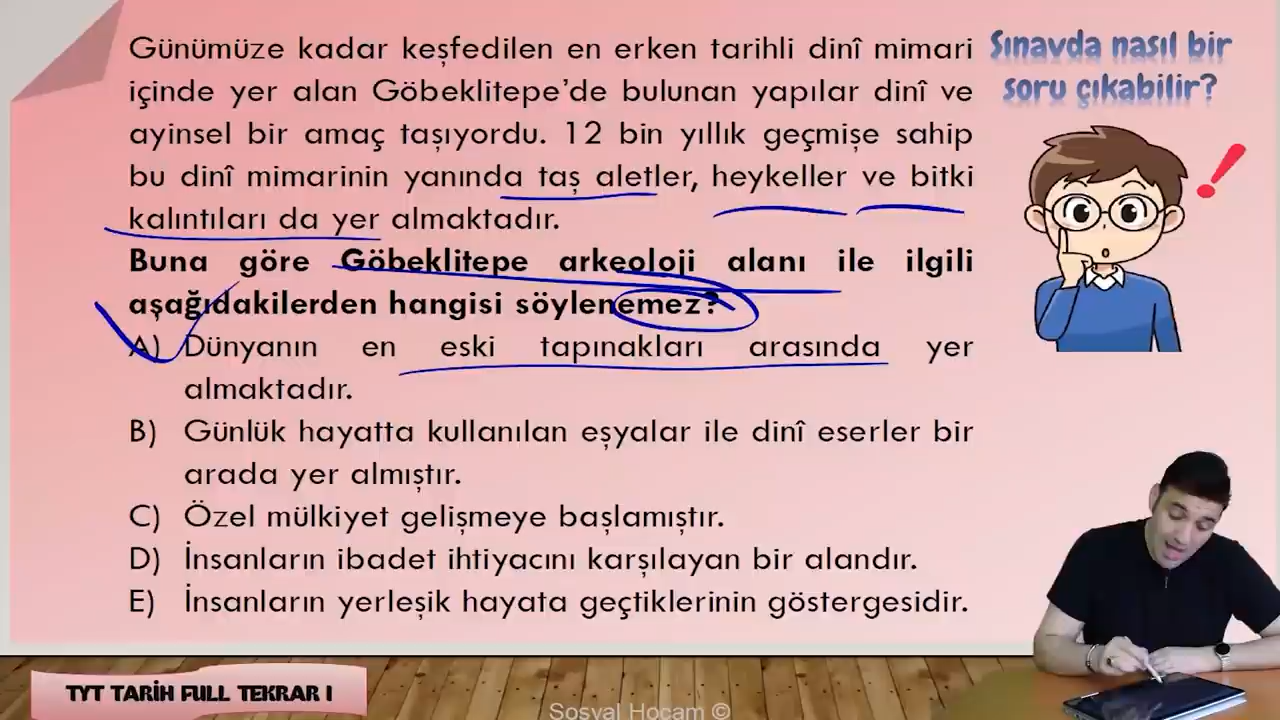 Günümüze kadar keşfedilen en erken tarihli dinî mimari
içinde yer alan Göbeklitepe'de bulunan yapılar dinî ve
ayinsel bir amaç taşıyordu. 12 bin yıllık geçmişe sahip
bu dinî mimarinin yanında taş aletler, heykeller ve bitki
kalıntıları da yer almaktadır.
Buna göre Göbeklitepe arkeoloji alanı ile ilgili
aşağıdakilerden hangisi söylenemez?
A) Dünyanın en eski tapınakları arasında yer
almaktadır.
B) Günlük hayatta kullanılan eşyalar ile dinî eserler bir
arada yer almıştır.
C) Özel mülkiyet gelişmeye başlamıştır.
D) İnsanların ibadet ihtiyacını karşılayan bir alandır.
E) İnsanların yerleşik hayata geçtiklerinin göstergesidir.
Sınavda nasıl bir
soru çıkabilir?
TYT TARİH FULL TEKRAR I
Sosyal Hocam ©